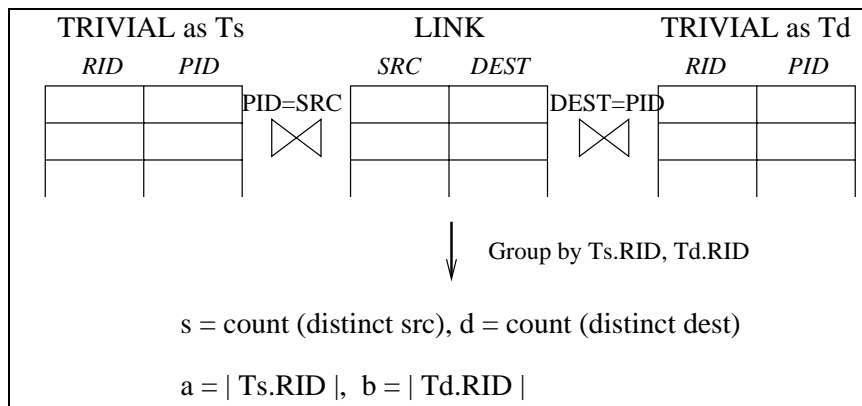 TRIVIAL as Ts LINK TRIVIAL as Td
RID PID SRC DEST RID PID
PID=SRC DEST=PID
Group by Ts.RID, Td.RID
s = count (distinct src), d = count (distinct dest)
a = | Ts.RID |, b = | Td.RID |